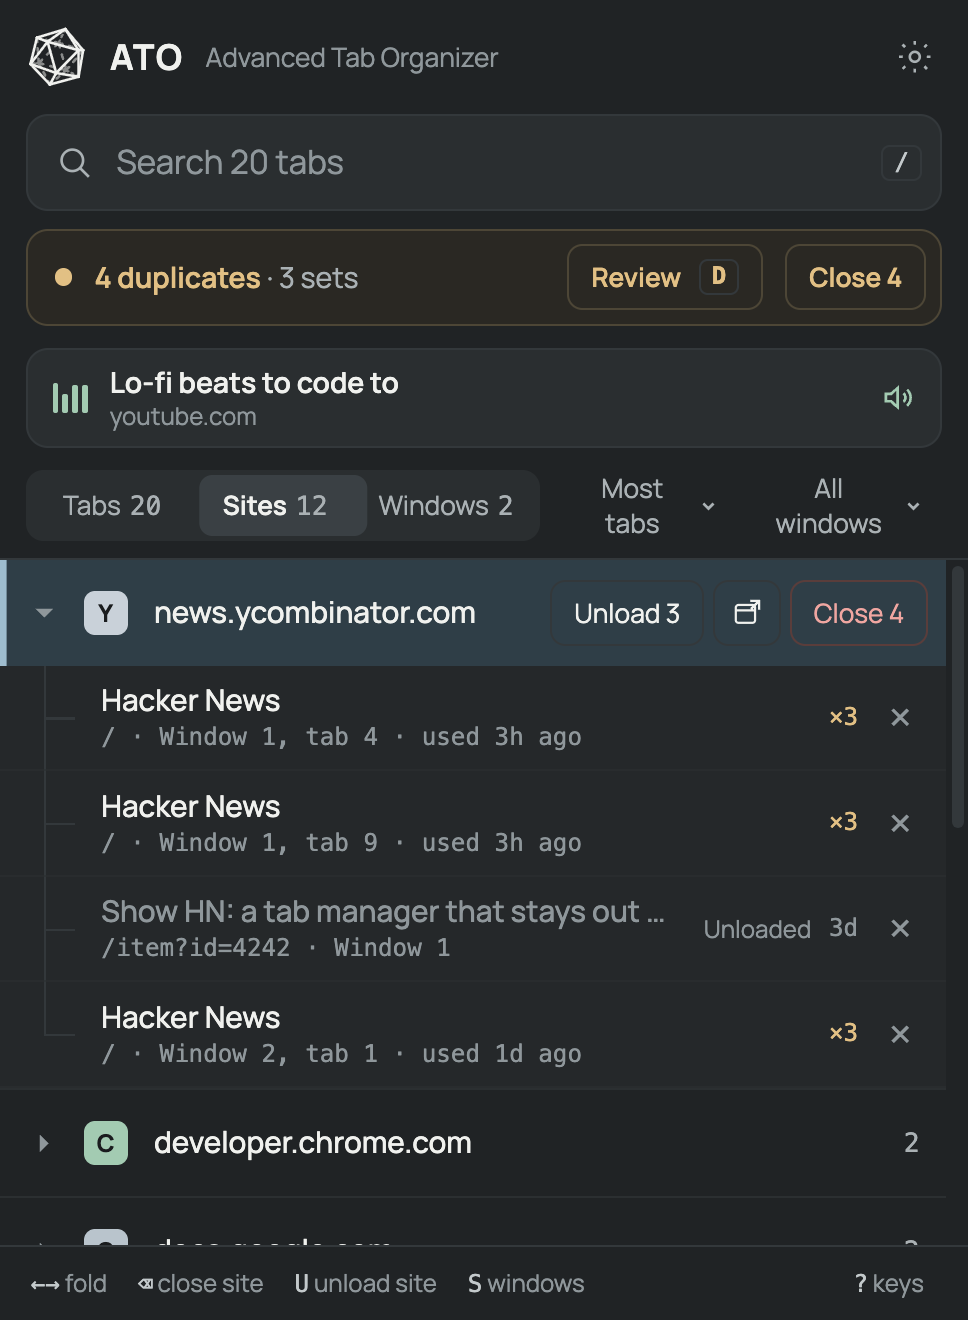 ATO Advanced Tab Organizer
Search 20 tabs /
4 duplicates · 3 sets Review D Close 4
Lo-fi beats to code to
youtube.com
Tabs 20 Sites 12 Windows 2 Most tabs All windows
Y news.ycombinator.com Unload 3 Close 4
Hacker News ×3
/ · Window 1, tab 4 · used 3h ago
Hacker News ×3
/ · Window 1, tab 9 · used 3h ago
Show HN: a tab manager that stays out … Unloaded 3d
/item?id=4242 · Window 1
Hacker News ×3
/ · Window 2, tab 1 · used 1d ago
C developer.chrome.com 2
fold close site U unload site S windows ? keys